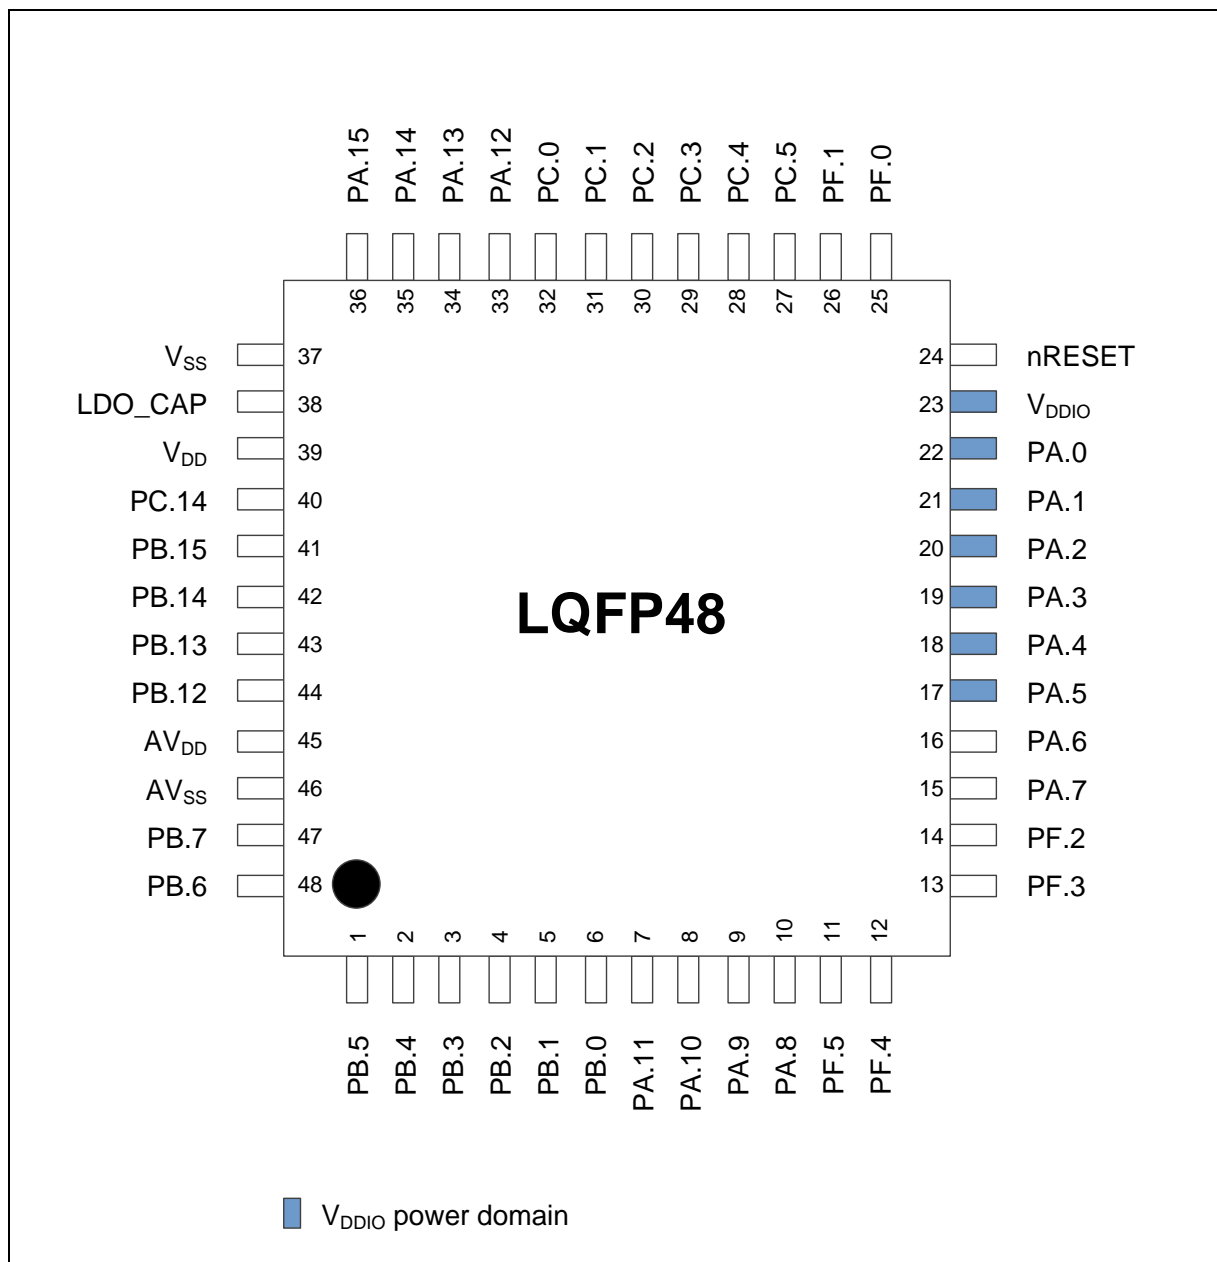 PA.15
PA.14
PA.13
PA.12
PC.0
PC.1
PC.2
PC.3
PC.4
PC.5
PF.1
PF.0
36
35
34
33
32
31
30
29
28
27
26
25
VSS 37
LDO_CAP 38
VDD 39
PC.14 40
PB.15 41
PB.14 42
PB.13 43
PB.12 44
AVDD 45
AVSS 46
PB.7 47
PB.6 48
LQFP48
24 nRESET
23 VDDIO
22 PA.0
21 PA.1
20 PA.2
19 PA.3
18 PA.4
17 PA.5
16 PA.6
15 PA.7
14 PF.2
13 PF.3
1
2
3
4
5
6
7
8
9
10
11
12
PB.5
PB.4
PB.3
PB.2
PB.1
PB.0
PA.11
PA.10
PA.9
PA.8
PF.5
PF.4
VDDIO power domain